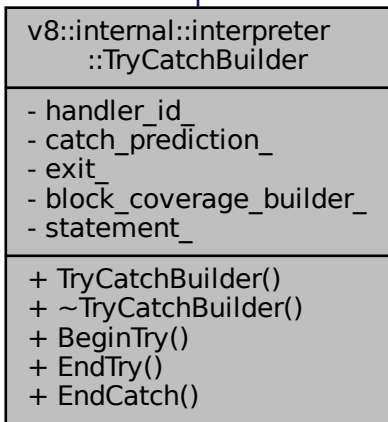 v8::internal::interpreter
::TryCatchBuilder
- handler_id_
- catch_prediction_
- exit_
- block_coverage_builder_
- statement_
+ TryCatchBuilder()
+ ~TryCatchBuilder()
+ BeginTry()
+ EndTry()
+ EndCatch()